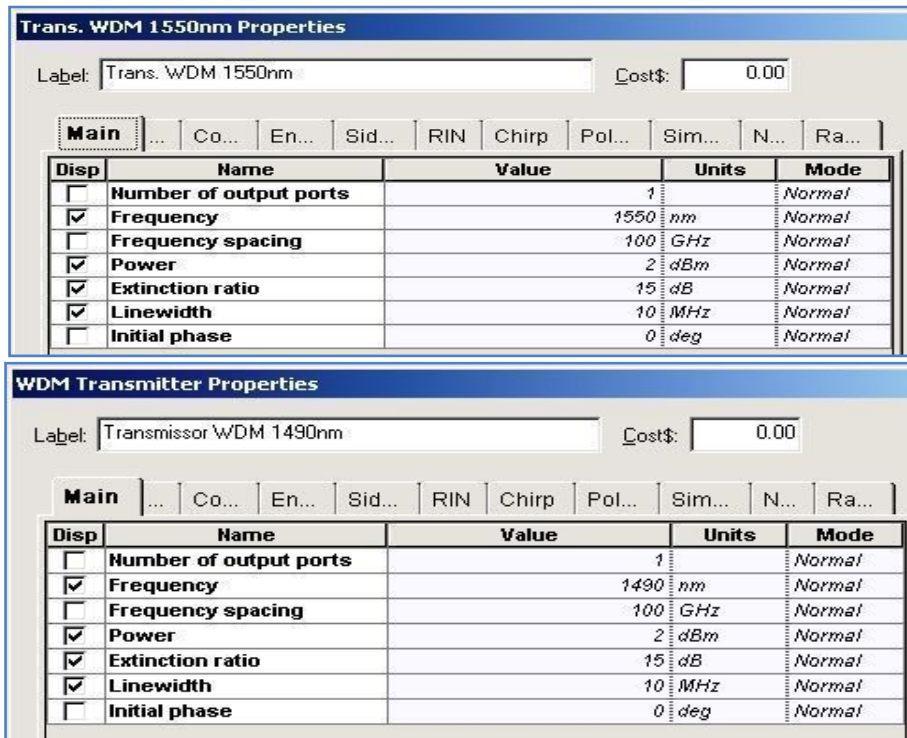 Trans. WDM 1550nm Properties
Label: Trans. WDM 1550nm Cost$: 0.00
Main ... Co... En... Sid... RIN Chirp Pol... Sim... N... Ra...
Disp Name Value Units Mode
Number of output ports 1 Normal
Frequency 1550 nm Normal
Frequency spacing 100 GHz Normal
Power 2 dBm Normal
Extinction ratio 15 dB Normal
Linewidth 10 MHz Normal
Initial phase 0 deg Normal
WDM Transmitter Properties
Label: Transmissor WDM 1490nm Cost$: 0.00
Main ... Co... En... Sid... RIN Chirp Pol... Sim... N... Ra...
Disp Name Value Units Mode
Number of output ports 1 Normal
Frequency 1490 nm Normal
Frequency spacing 100 GHz Normal
Power 2 dBm Normal
Extinction ratio 15 dB Normal
Linewidth 10 MHz Normal
Initial phase 0 deg Normal